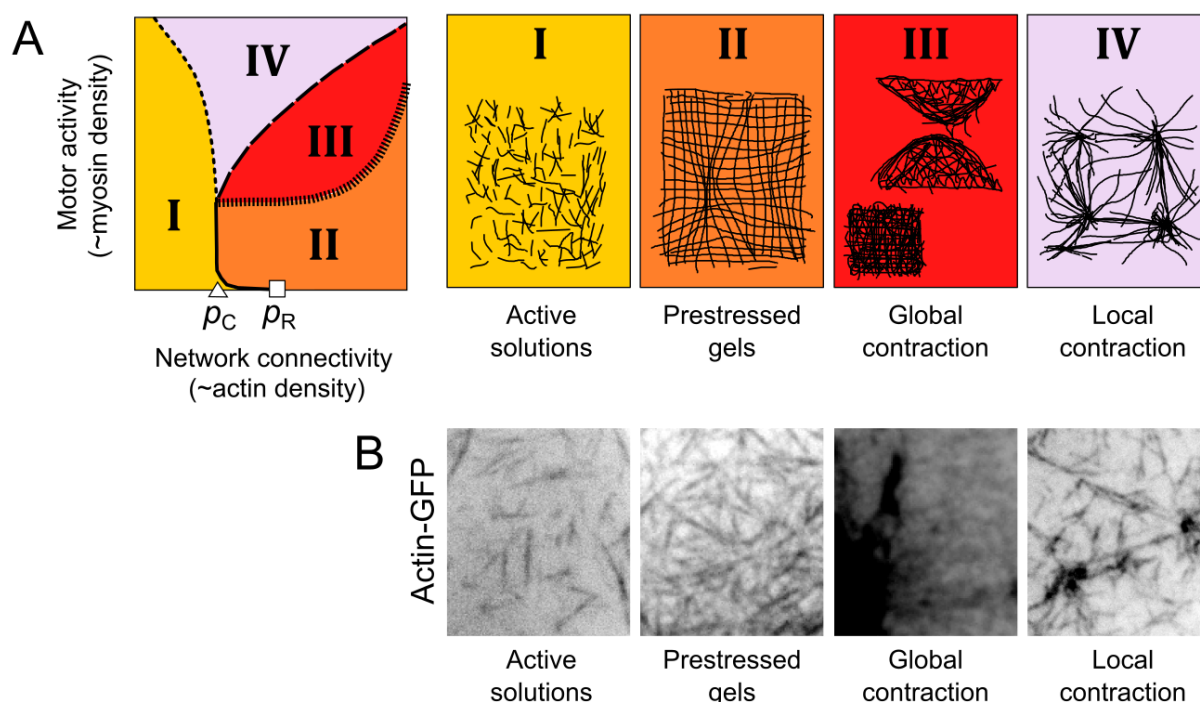 A
Motor activity
(~myosin density)
I
II
III
IV
pC
pR
Network connectivity
(~actin density)
I
II
III
IV
Active
solutions
Prestressed
gels
Global
contraction
Local
contraction
B
Actin-GFP
Active
solutions
Prestressed
gels
Global
contraction
Local
contraction